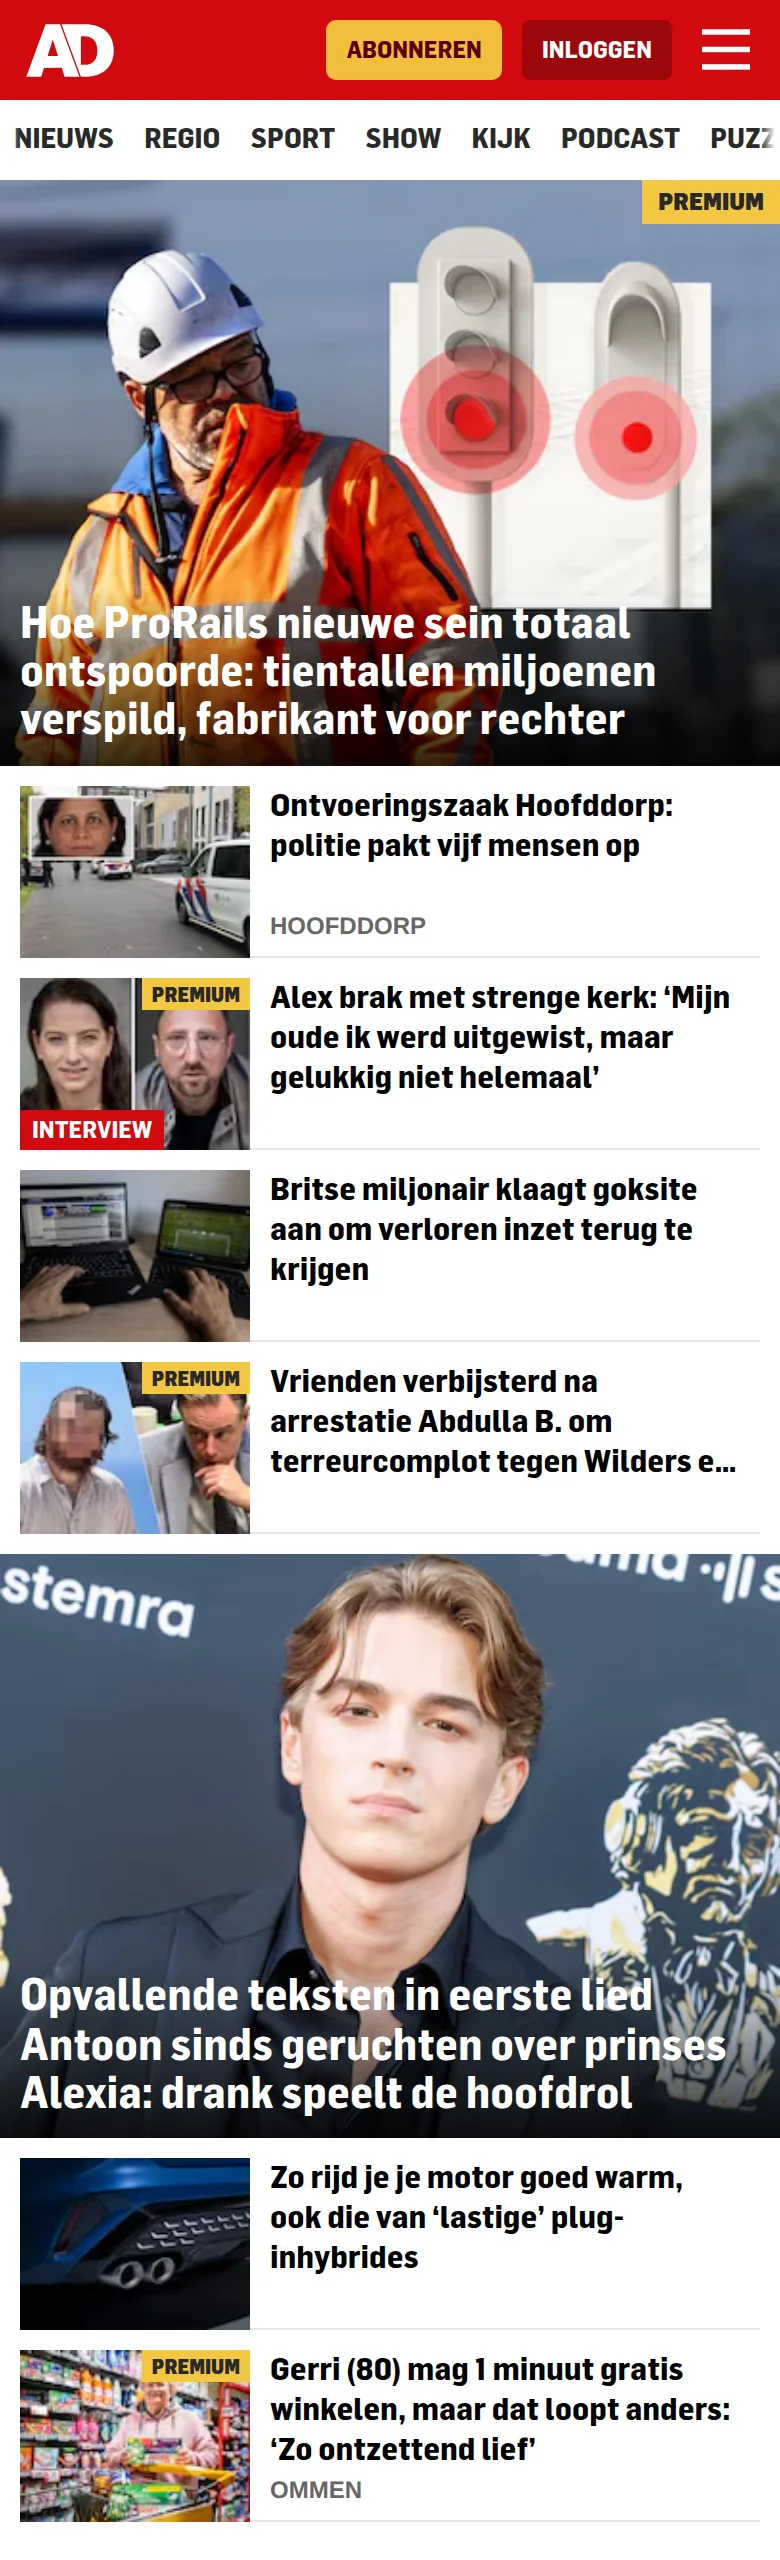 AD
ABONNEREN
INLOGGEN
NIEUWS REGIO SPORT SHOW KIJK PODCAST PUZZ
PREMIUM
Hoe ProRails nieuwe sein totaal
ontspoorde: tientallen miljoenen
verspild, fabrikant voor rechter
Ontvoeringszaak Hoofddorp:
politie pakt vijf mensen op
HOOFDDORP
PREMIUM
INTERVIEW
Alex brak met strenge kerk: ‘Mijn
oude ik werd uitgewist, maar
gelukkig niet helemaal’
Britse miljonair klaagt goksite
aan om verloren inzet terug te
krijgen
PREMIUM
Vrienden verbijsterd na
arrestatie Abdulla B. om
terreurcomplot tegen Wilders e...
stemra
Opvallende teksten in eerste lied
Antoon sinds geruchten over prinses
Alexia: drank speelt de hoofdrol
Zo rijd je je motor goed warm,
ook die van ‘lastige’ plug-
inhybrides
PREMIUM
Gerri (80) mag 1 minuut gratis
winkelen, maar dat loopt anders:
‘Zo ontzettend lief’
OMMEN